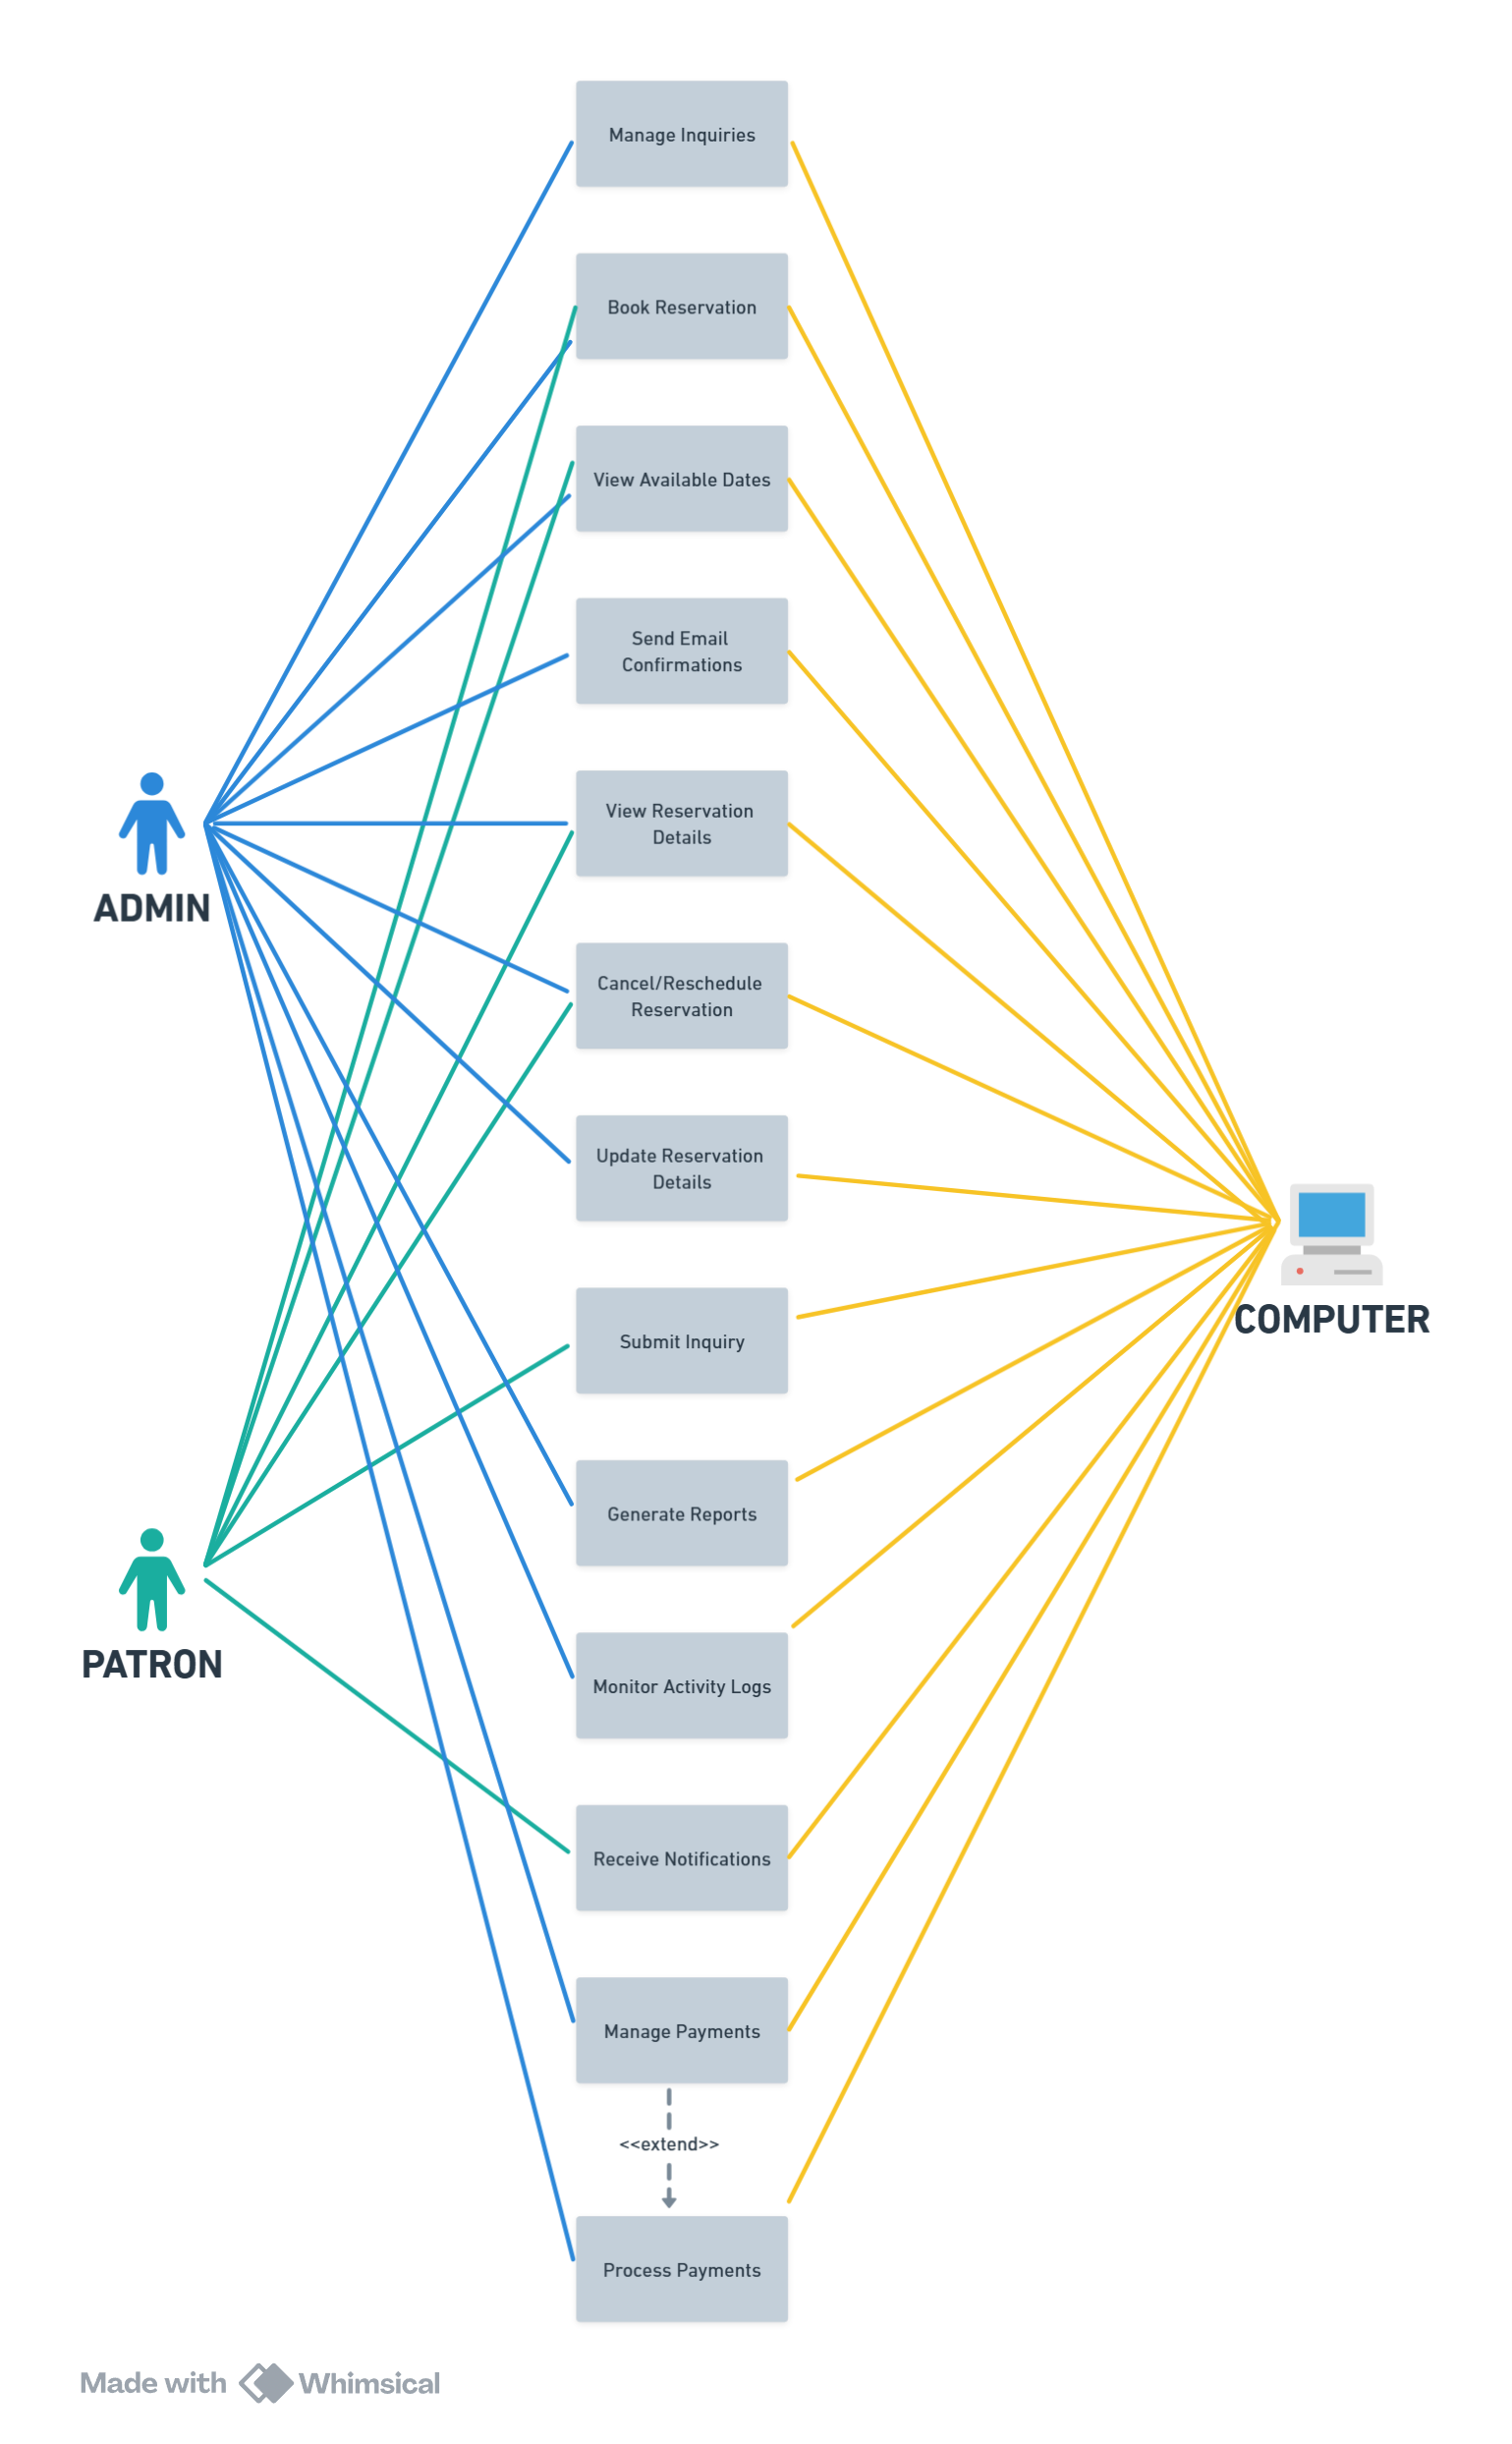 Manage Inquiries
Book Reservation
View Available Dates
Send Email
Confirmations
View Reservation
Details
ADMIN
Cancel/Reschedule
Reservation
Update Reservation
Details
COMPUTER
Submit Inquiry
Generate Reports
PATRON
Monitor Activity Logs
Receive Notifications
Manage Payments
<<extend>>
Process Payments
Made with Whimsical